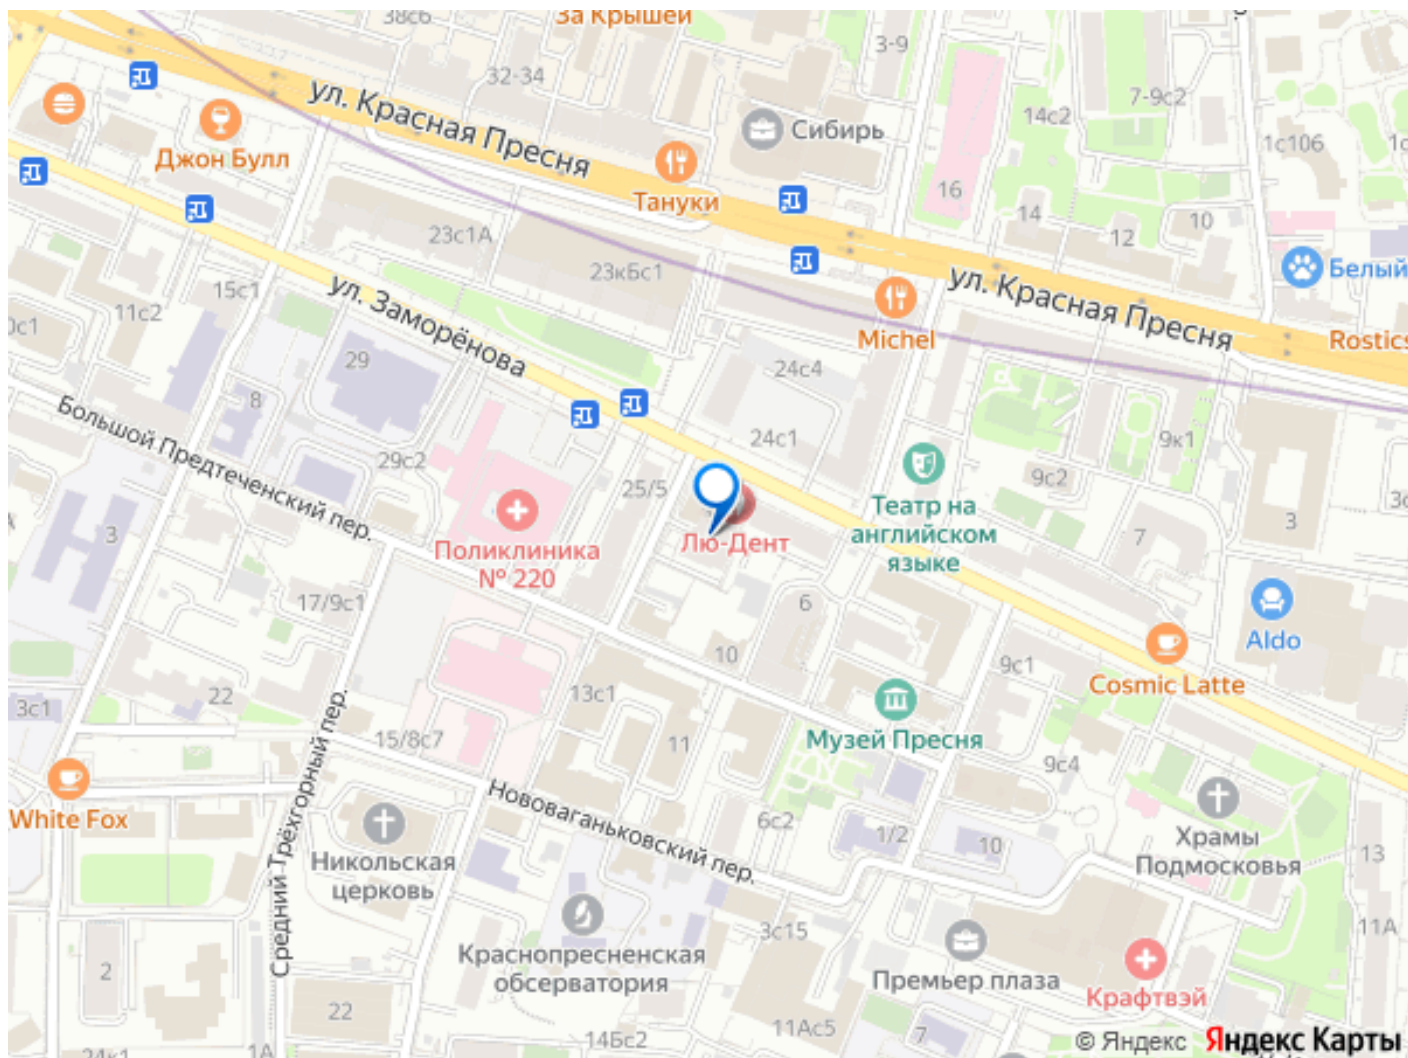 38с6
За Крышей
3-9
32-34
ул. Красная Пресня
14с2
7-9с2
Сибирь
1с106
Джон Булл
Тануки
16
14
10
12
23с1А
23кБс1
Белый
ул. Красная Пресня
15с1
11с2
ул. Заморёнова
Michel
Rostics
29
24с4
8
Большой Предтеченский пер.
24с1
9к1
29с2
9с2
25/5
Театр на
английском
языке
3
7
3
Поликлиника
№ 220
Лю-Дент
17/9с1
6
Aldo
10
9с1
Cosmic Latte
22
13с1
3с1
Музей Пресня
15/8с7
11
9с4
Средний Трёхгорный пер.
White Fox
Нововаганьковский пер.
6с2
1/2
10
Храмы
Подмосковья
13
Никольская
церковь
11А
3с15
Краснопресненская
обсерватория
Премьер плаза
2
Крафтвэй
22
11Ас5
7
14Бс2
24к1
1А
© Яндекс
Яндекс Карты